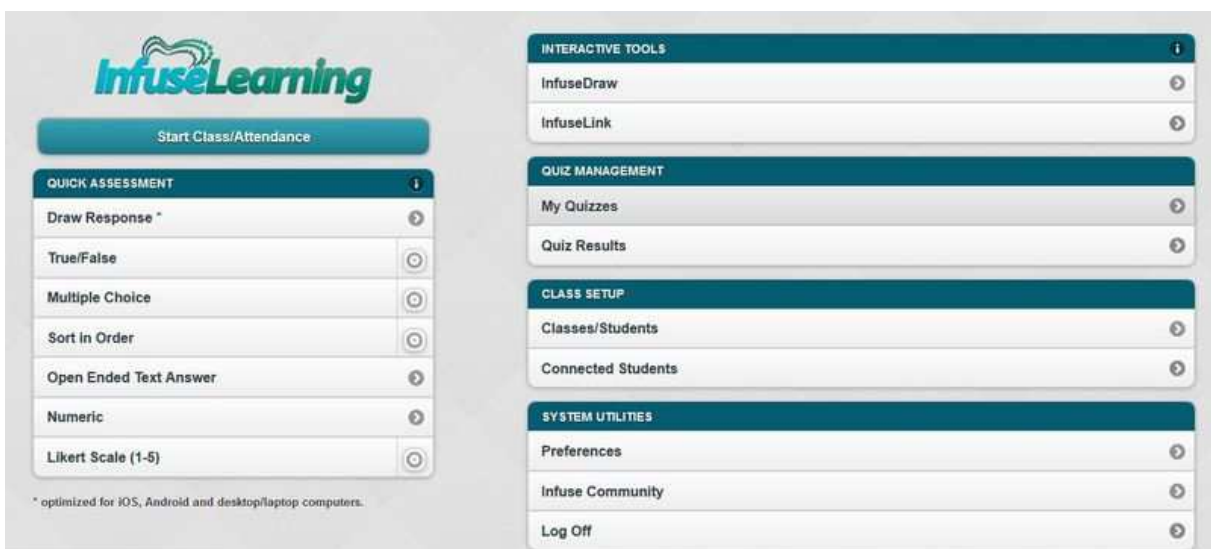 InfuseLearning
Start Class/Attendance
QUICK ASSESSMENT
Draw Response *
True/False
Multiple Choice
Sort in Order
Open Ended Text Answer
Numeric
Likert Scale (1-5)
* optimized for iOS, Android and desktop/laptop computers.
INTERACTIVE TOOLS
InfuseDraw
InfuseLink
QUIZ MANAGEMENT
My Quizzes
Quiz Results
CLASS SETUP
Classes/Students
Connected Students
SYSTEM UTILITIES
Preferences
Infuse Community
Log Off